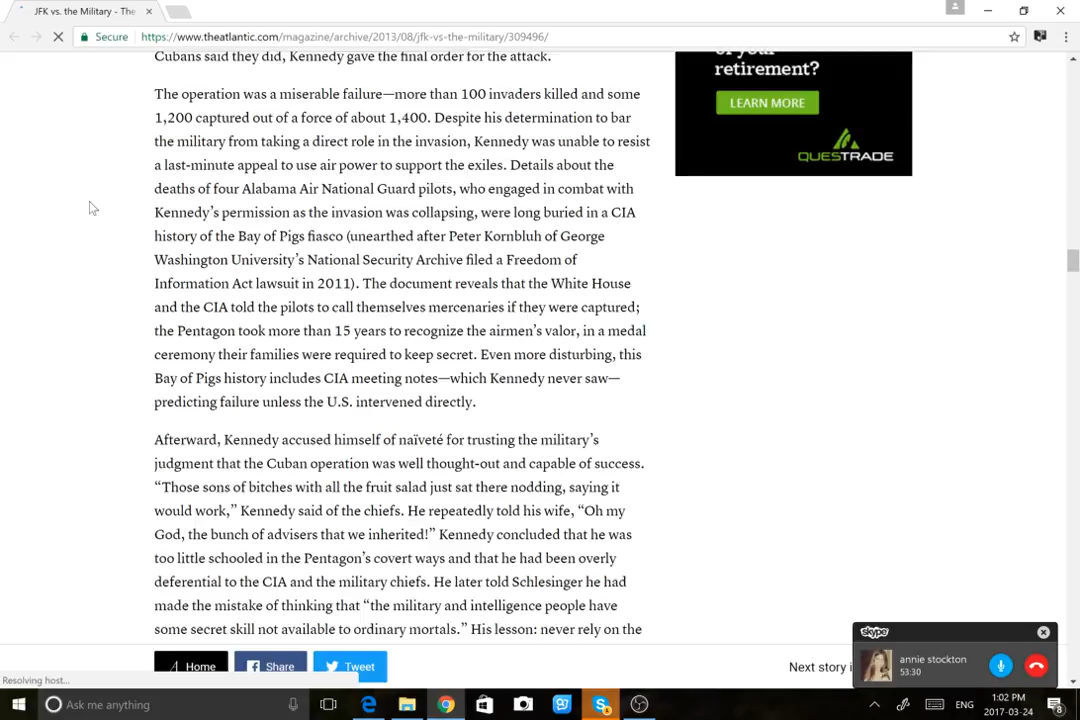 JFK vs. the Military - The
Secure
https://www.theatlantic.com/magazine/archive/2013/08/jfk-vs-the-military/309496/
Cubans said they did, Kennedy gave the final order for the attack.
of your
retirement?
LEARN MORE
QUESTRADE
The operation was a miserable failure—more than 100 invaders killed and some
1,200 captured out of a force of about 1,400. Despite his determination to bar
the military from taking a direct role in the invasion, Kennedy was unable to resist
a last-minute appeal to use air power to support the exiles. Details about the
deaths of four Alabama Air National Guard pilots, who engaged in combat with
Kennedy’s permission as the invasion was collapsing, were long buried in a CIA
history of the Bay of Pigs fiasco (unearthed after Peter Kornbluh of George
Washington University’s National Security Archive filed a Freedom of
Information Act lawsuit in 2011). The document reveals that the White House
and the CIA told the pilots to call themselves mercenaries if they were captured;
the Pentagon took more than 15 years to recognize the airmen’s valor, in a medal
ceremony their families were required to keep secret. Even more disturbing, this
Bay of Pigs history includes CIA meeting notes—which Kennedy never saw—
predicting failure unless the U.S. intervened directly.
Afterward, Kennedy accused himself of naïveté for trusting the military’s
judgment that the Cuban operation was well thought-out and capable of success.
“Those sons of bitches with all the fruit salad just sat there nodding, saying it
would work,” Kennedy said of the chiefs. He repeatedly told his wife, “Oh my
God, the bunch of advisers that we inherited!” Kennedy concluded that he was
too little schooled in the Pentagon’s covert ways and that he had been overly
deferential to the CIA and the military chiefs. He later told Schlesinger he had
made the mistake of thinking that “the military and intelligence people have
some secret skill not available to ordinary mortals.” His lesson: never rely on the
Home
Share
Tweet
Next story i
skype
annie stockton
53:30
Resolving host...
Ask me anything
ENG
1:02 PM
2017-03-24
8